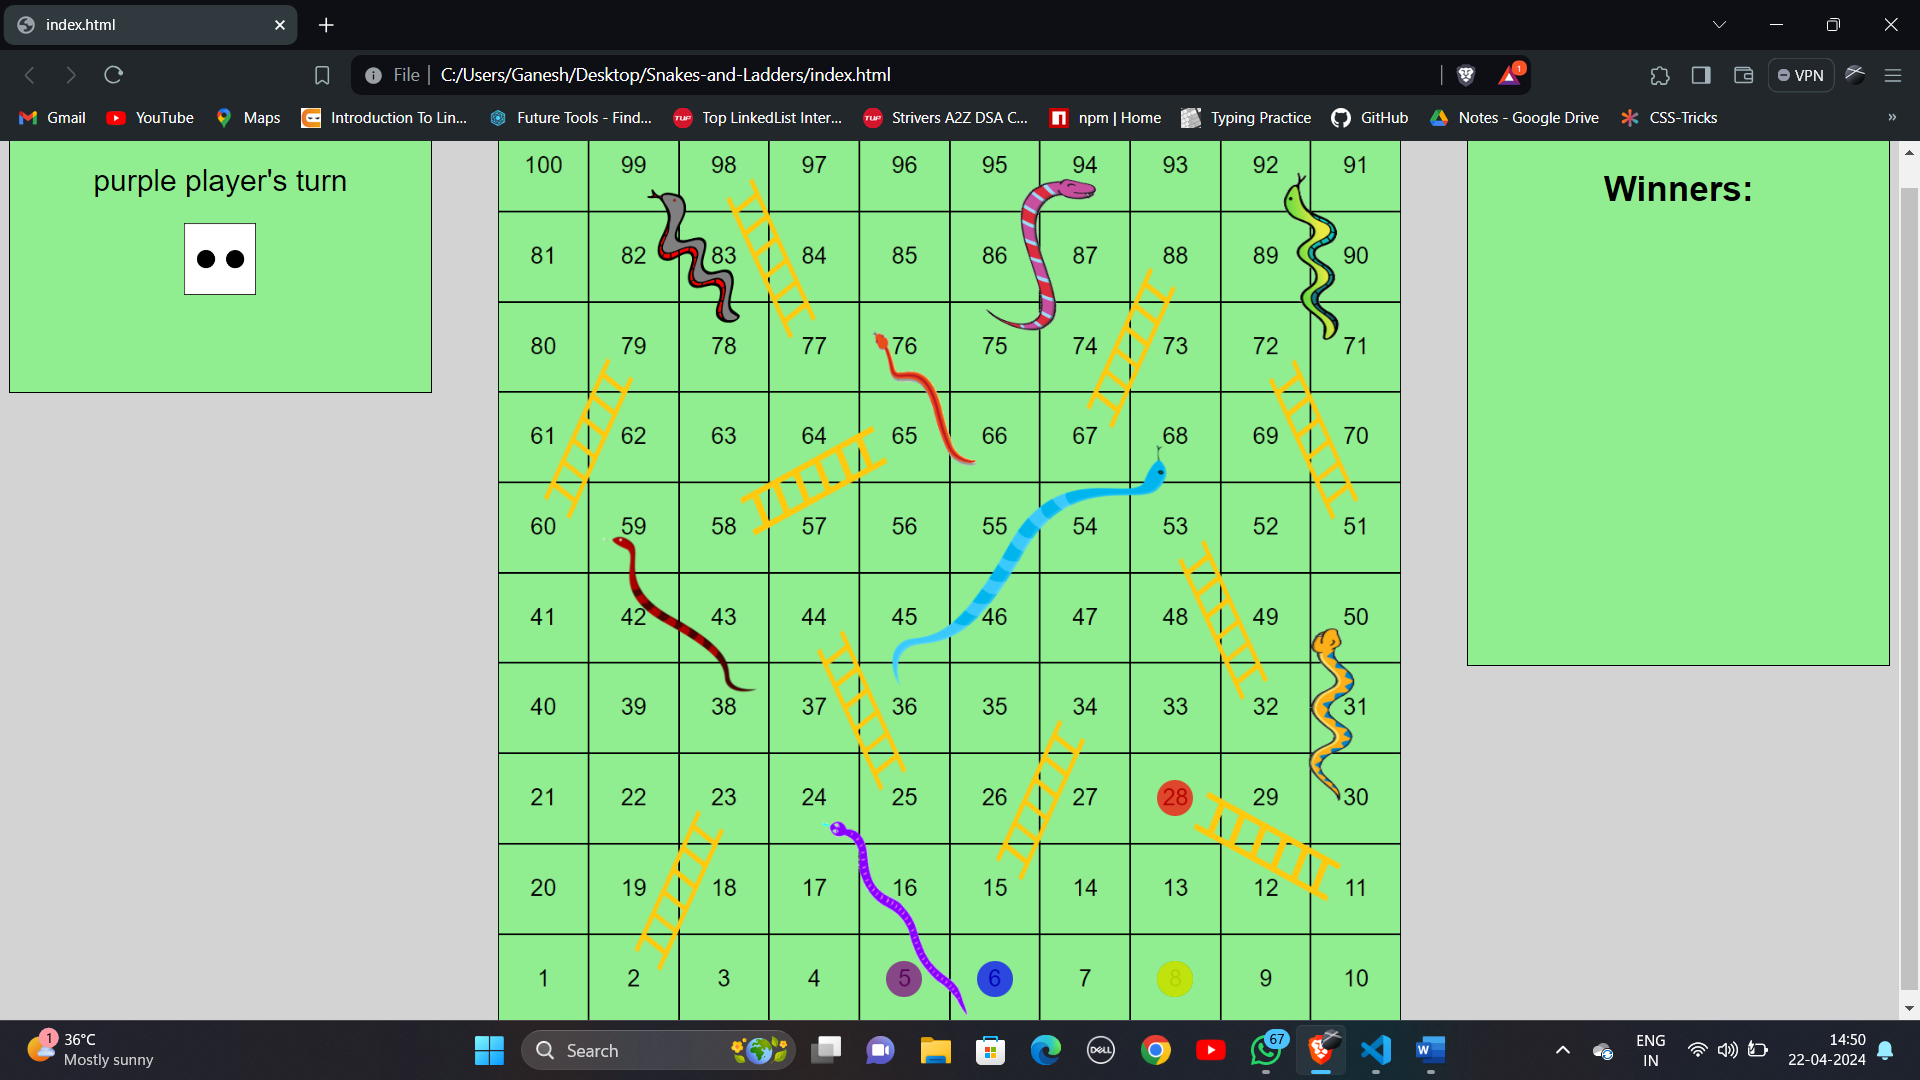 index.html
File C:/Users/Ganesh/Desktop/Snakes-and-Ladders/index.html
1
VPN
Gmail YouTube Maps Introduction To Lin... Future Tools - Find... Top LinkedList Inter... Strivers A2Z DSA C... npm | Home Typing Practice GitHub Notes - Google Drive CSS-Tricks »
purple player's turn
Winners:
100 99 98 97 96 95 94 93 92 91
81 82 83 84 85 86 87 88 89 90
80 79 78 77 76 75 74 73 72 71
61 62 63 64 65 66 67 68 69 70
60 59 58 57 56 55 54 53 52 51
41 42 43 44 45 46 47 48 49 50
40 39 38 37 36 35 34 33 32 31
21 22 23 24 25 26 27 28 29 30
20 19 18 17 16 15 14 13 12 11
1 2 3 4 5 6 7 8 9 10
1
36°C
Mostly sunny
Search
DELL
67
W
ENG
IN
14:50
22-04-2024